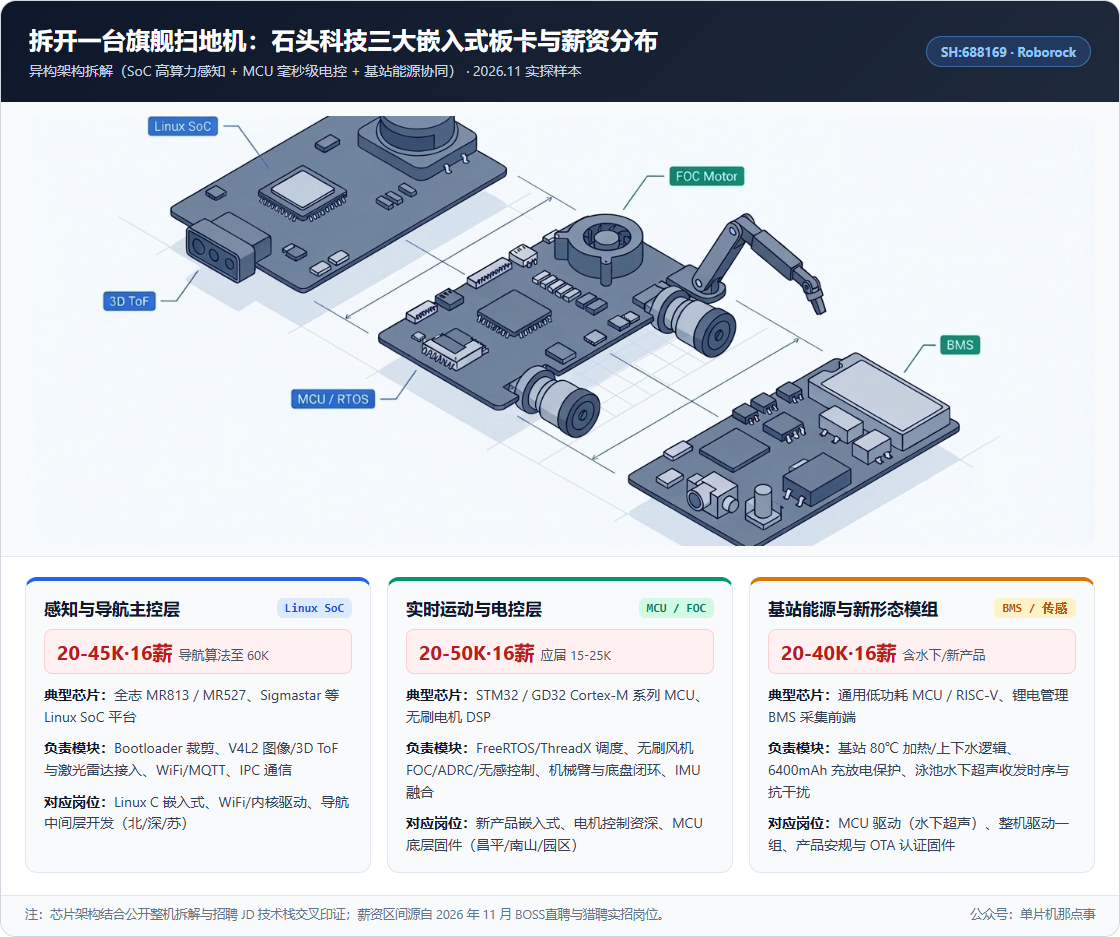 拆开一台旗舰扫地机：石头科技三大嵌入式板卡与薪资分布
异构架构拆解（SoC 高算力感知 + MCU 毫秒级电控 + 基站能源协同） · 2026.11 实探样本
SH:688169 · Roborock
Linux SoC
FOC Motor
3D ToF
BMS
MCU / RTOS
感知与导航主控层
Linux SoC
20-45K·16薪 导航算法至 60K
典型芯片：全志 MR813 / MR527、Sigmastar 等
Linux SoC 平台
负责模块：Bootloader 裁剪、V4L2 图像/3D ToF
与激光雷达接入、WiFi/MQTT、IPC 通信
对应岗位：Linux C 嵌入式、WiFi/内核驱动、导航
中间层开发（北/深/苏）
实时运动与电控层
MCU / FOC
20-50K·16薪 应届 15-25K
典型芯片：STM32 / GD32 Cortex-M 系列 MCU、
无刷电机 DSP
负责模块：FreeRTOS/ThreadX 调度、无刷风机
FOC/ADRC/无感控制、机械臂与底盘闭环、IMU
融合
对应岗位：新产品嵌入式、电机控制资深、MCU
底层固件（昌平/南山/园区）
基站能源与新形态模组
BMS / 传感
20-40K·16薪 含水下/新产品
典型芯片：通用低功耗 MCU / RISC-V、锂电管理
BMS 采集前端
负责模块：基站 80℃ 加热/上下水逻辑、
6400mAh 充放电保护、泳池水下超声收发时序与
抗干扰
对应岗位：MCU 驱动（水下超声）、整机驱动一
组、产品安规与 OTA 认证固件
注：芯片架构结合公开整机拆解与招聘 JD 技术栈交叉印证；薪资区间源自 2026 年 11 月 BOSS直聘与猎聘实招岗位。
公众号：单片机那点事